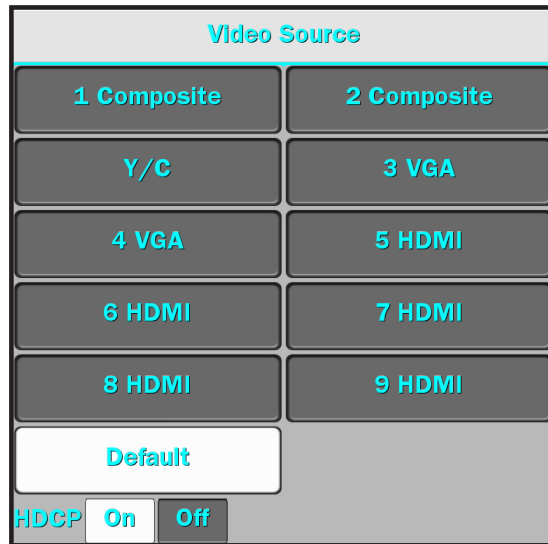 Video Source
1 Composite 2 Composite
Y/C 3 VGA
4 VGA 5 HDMI
6 HDMI 7 HDMI
8 HDMI 9 HDMI
Default
HDCP On Off